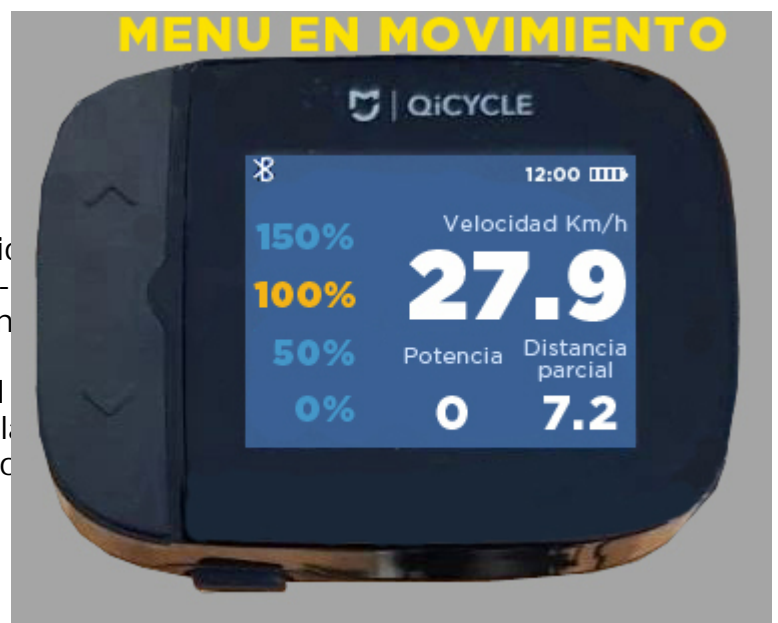 MENU EN MOVIMIENTO
QiCYCLE
12:00
150%
Velocidad Km/h
100%
27.9
50%
Potencia
Distancia
parcial
0%
0
7.2